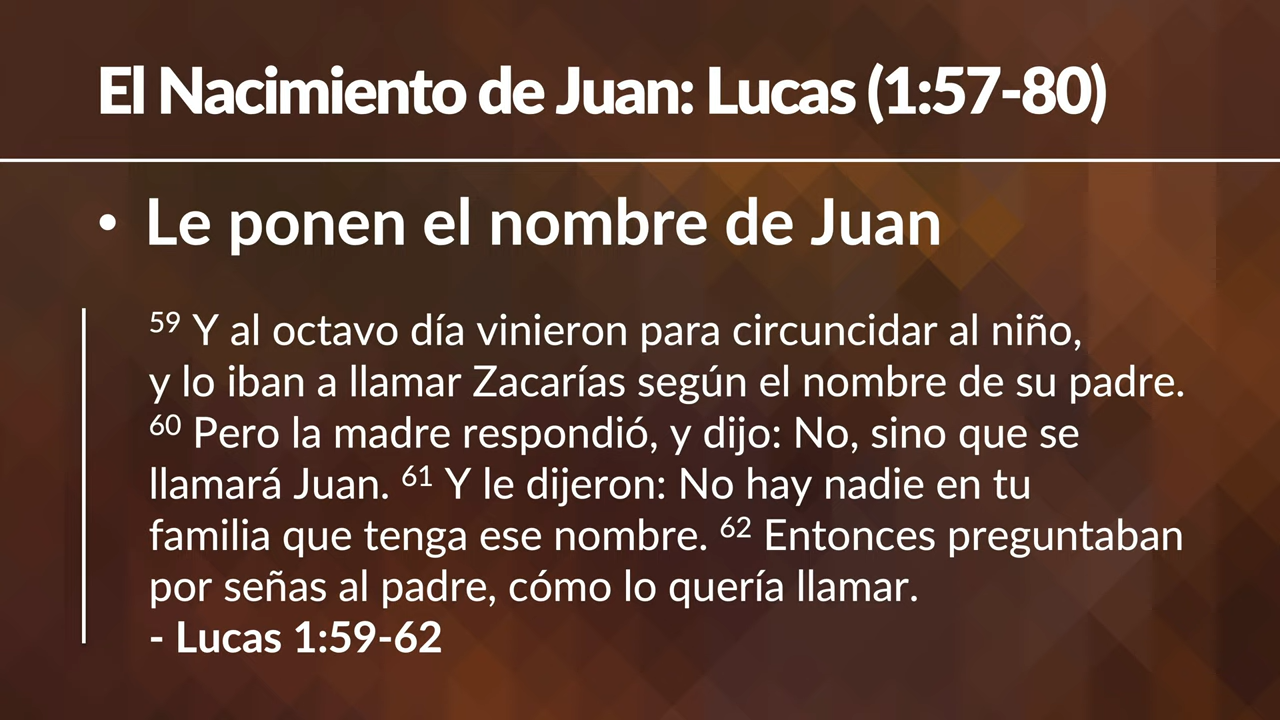 El Nacimiento de Juan: Lucas (1:57-80)
• Le ponen el nombre de Juan
59 Y al octavo día vinieron para circuncidar al niño,
y lo iban a llamar Zacarías según el nombre de su padre.
60 Pero la madre respondió, y dijo: No, sino que se
llamará Juan. 61 Y le dijeron: No hay nadie en tu
familia que tenga ese nombre. 62 Entonces preguntaban
por señas al padre, cómo lo quería llamar.
- Lucas 1:59-62